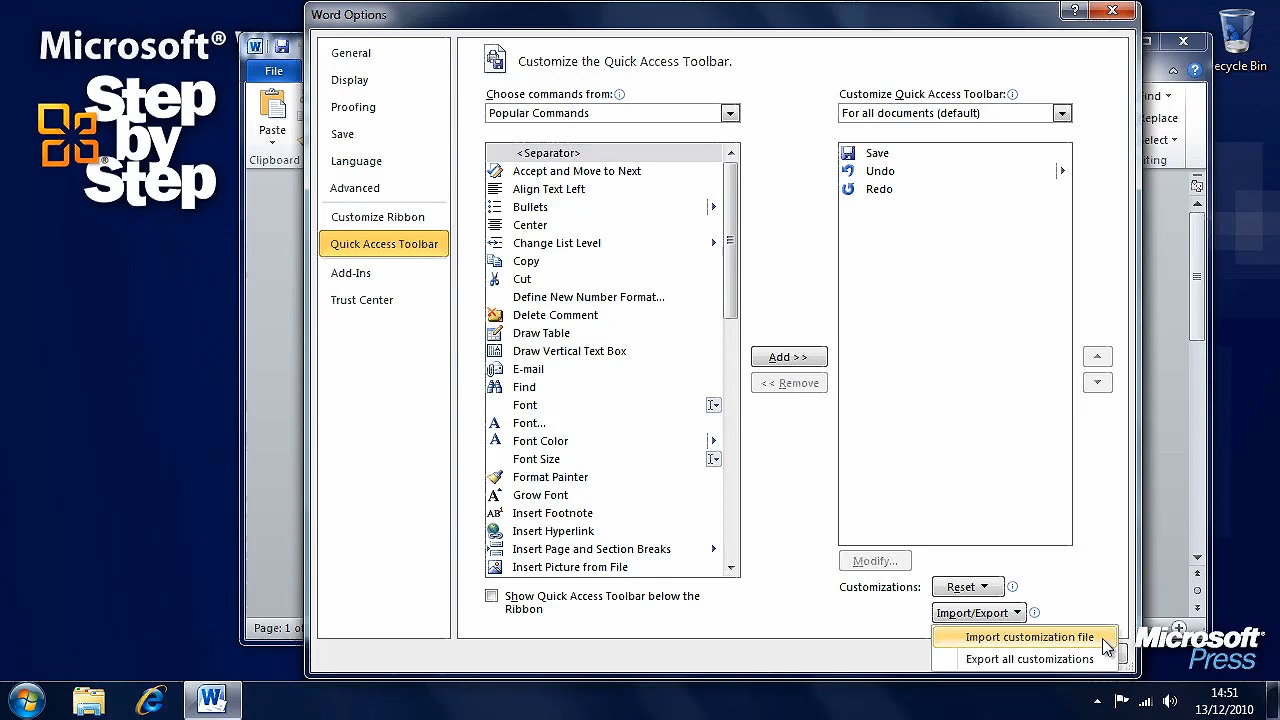 Word Options
Microsoft®
Step
by
Step
®
File
Paste
Clipboard
Page: 1 of
General
Display
Proofing
Save
Language
Advanced
Customize Ribbon
Quick Access Toolbar
Add-Ins
Trust Center
Customize the Quick Access Toolbar.
Choose commands from:
Popular Commands
<Separator>
Accept and Move to Next
Align Text Left
Bullets
Center
Change List Level
Copy
Cut
Define New Number Format...
Delete Comment
Draw Table
Draw Vertical Text Box
E-mail
Find
Font
Font...
Font Color
Font Size
Format Painter
Grow Font
Insert Footnote
Insert Hyperlink
Insert Page and Section Breaks
Insert Picture from File
Show Quick Access Toolbar below the
Ribbon
Add >>
<< Remove
Customize Quick Access Toolbar:
For all documents (default)
Save
Undo
Redo
Modify...
Customizations:
Reset
Import/Export
Import customization file
Export all customizations
ecycle Bin
ind
eplace
elect
ting
Microsoft
Press
14:51
13/12/2010